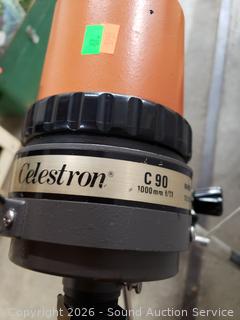 Celestron®
C 90
1000mm f/11
Copyright ©2026 - Sound Auction Service